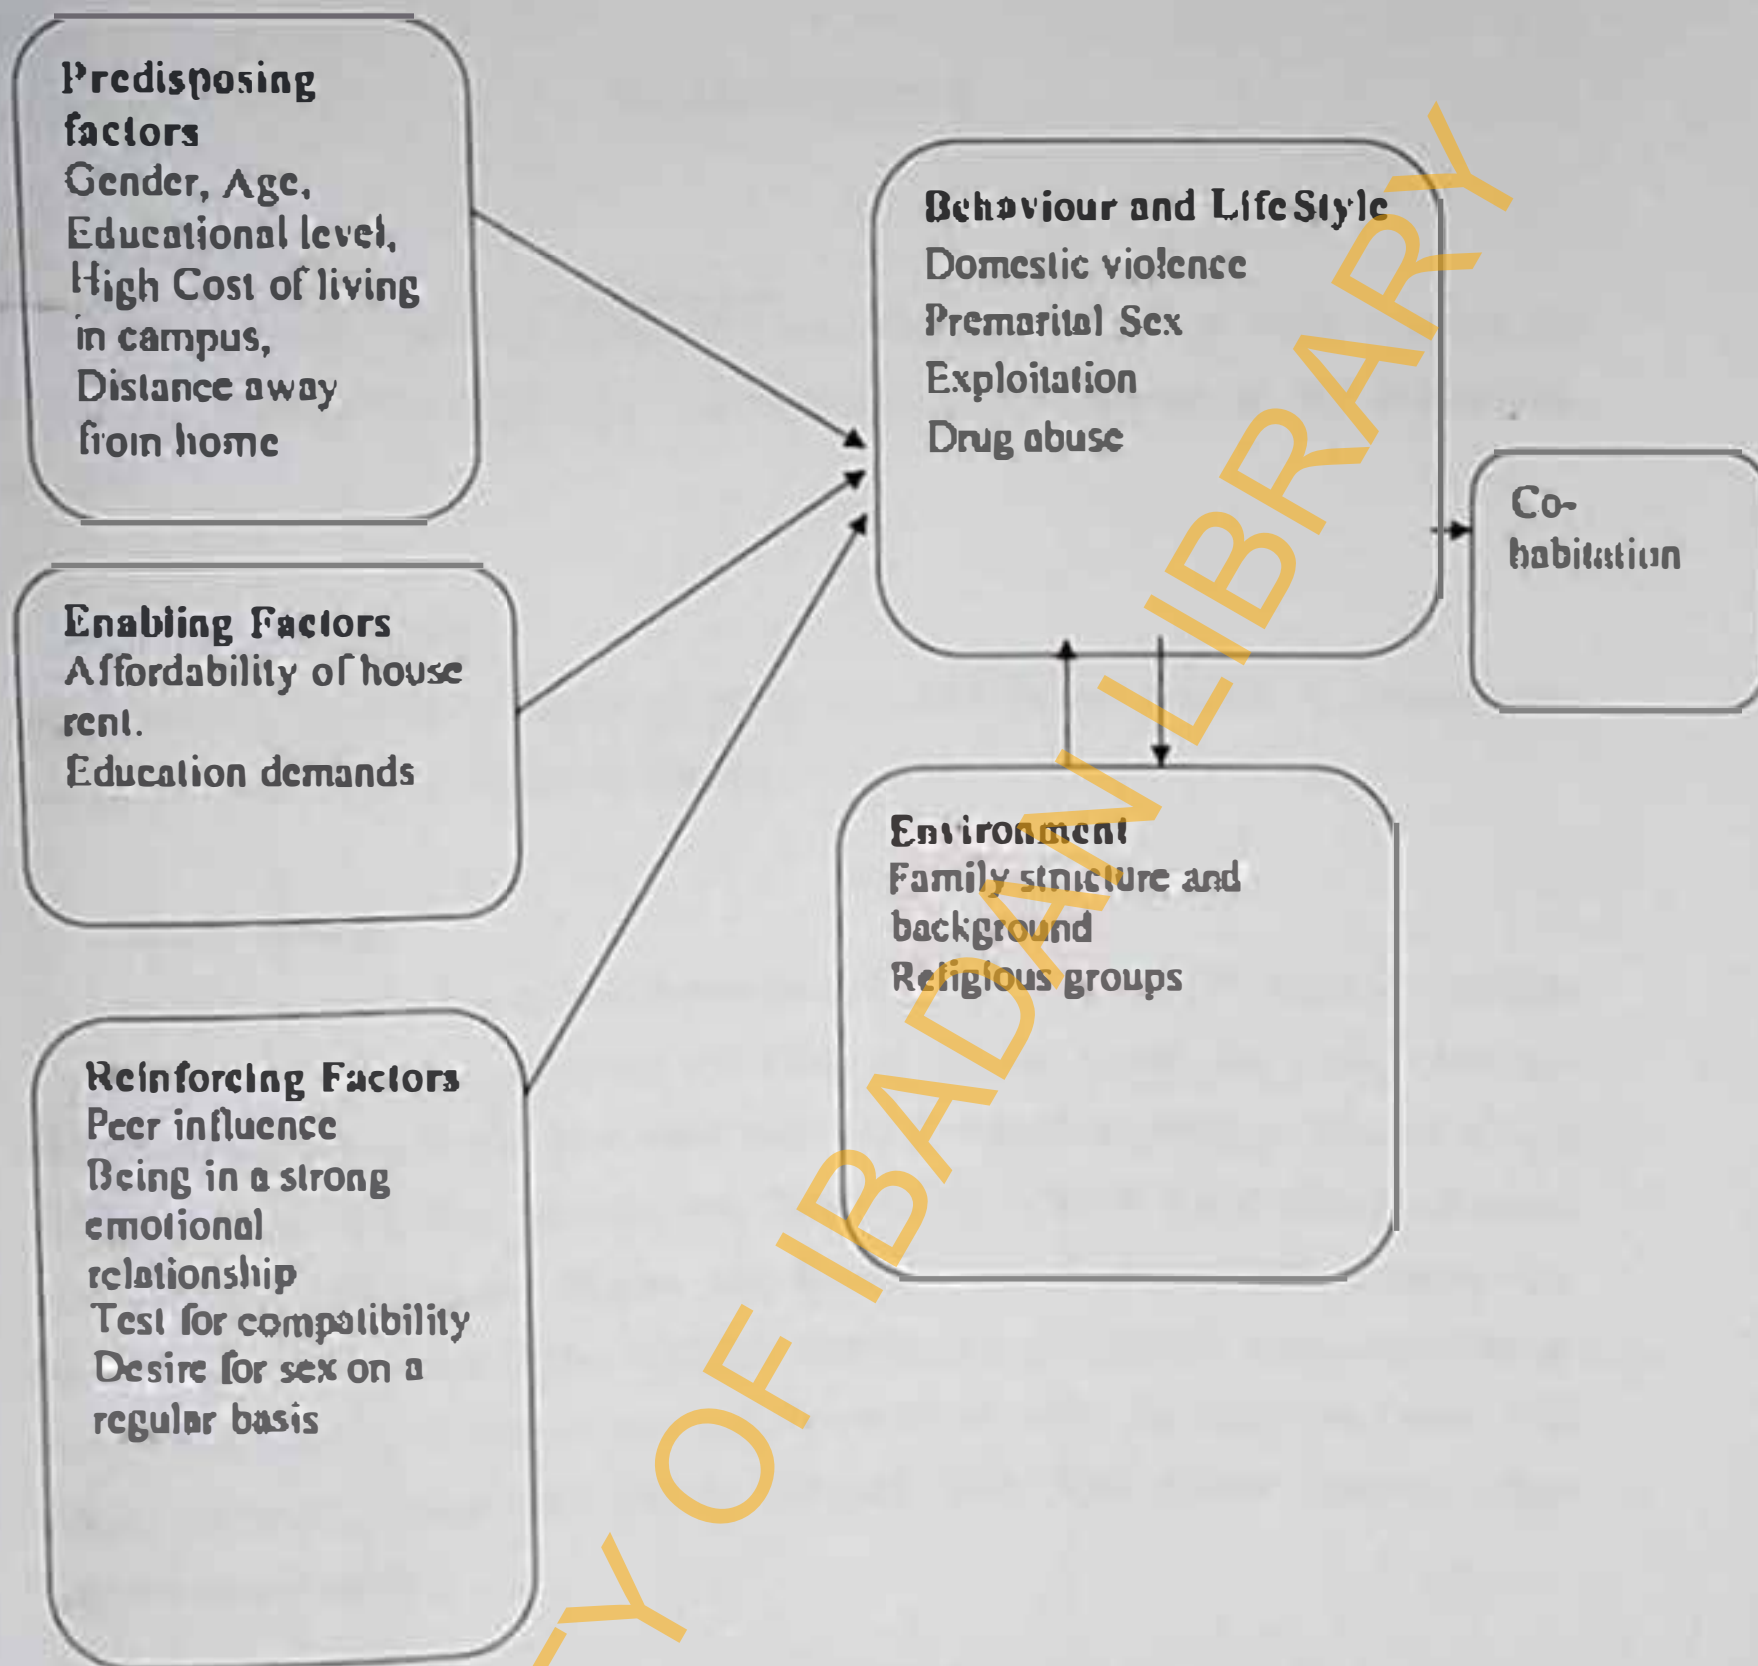 Predisposing
factors
Gender, Age,
Educational level,
High Cost of living
in campus,
Distance away
from home
Enabling Factors
Affordability of house
rent.
Education demands
Reinforcing Factors
Peer influence
Being in a strong
emotional
relationship
Test for compatibility
Desire for sex on a
regular basis
Behaviour and Life Style
Domestic violence
Premarital Sex
Exploitation
Drug abuse
Environment
Family structure and
background
Religious groups
Co-
habitation
TY OF IBADAN LIBRARY